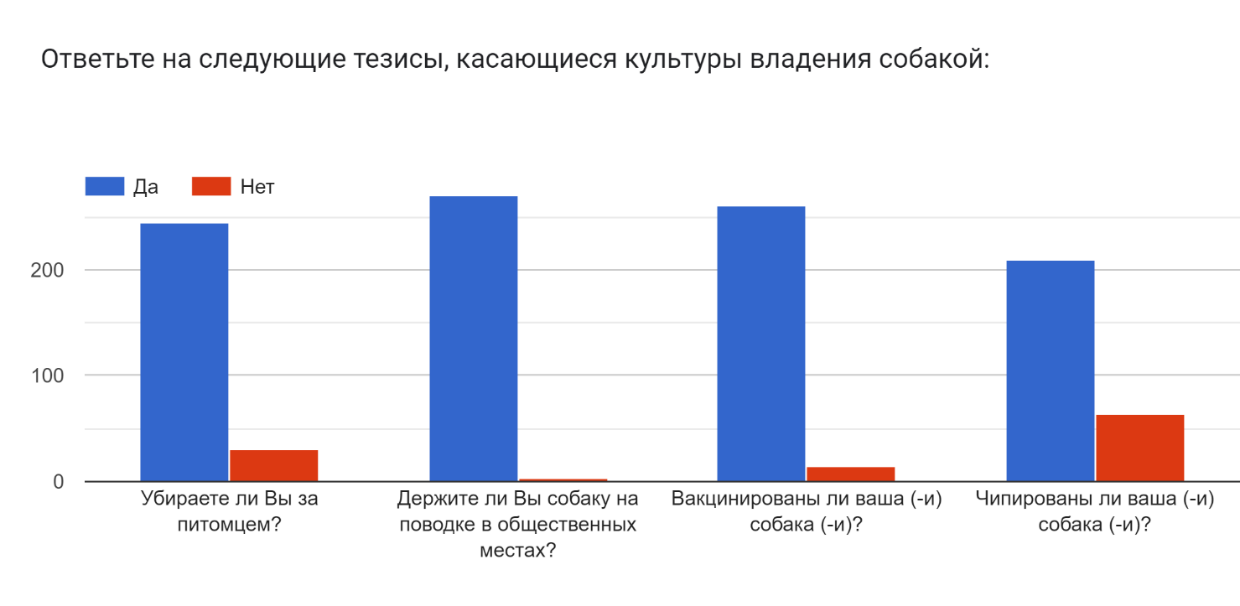 Ответьте на следующие тезисы, касающиеся культуры владения собакой:
Да Нет
200
100
0
Убираете ли Вы за
питомцем?
Держите ли Вы собаку на
поводке в общественных
местах?
Вакцинированы ли ваша (-и)
собака (-и)?
Чипированы ли ваша (-и)
собака (-и)?